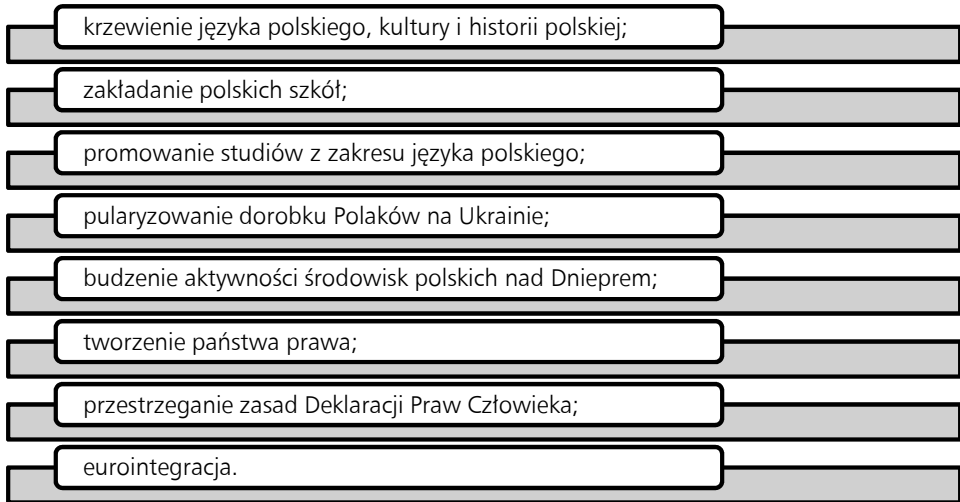 krzewienie języka polskiego, kultury i historii polskiej;
zakładanie polskich szkół;
promowanie studiów z zakresu języka polskiego;
pularyzowanie dorobku Polaków na Ukrainie;
budzenie aktywności środowisk polskich nad Dnieprem;
tworzenie państwa prawa;
przestrzeganie zasad Deklaracji Praw Człowieka;
eurointegracja.